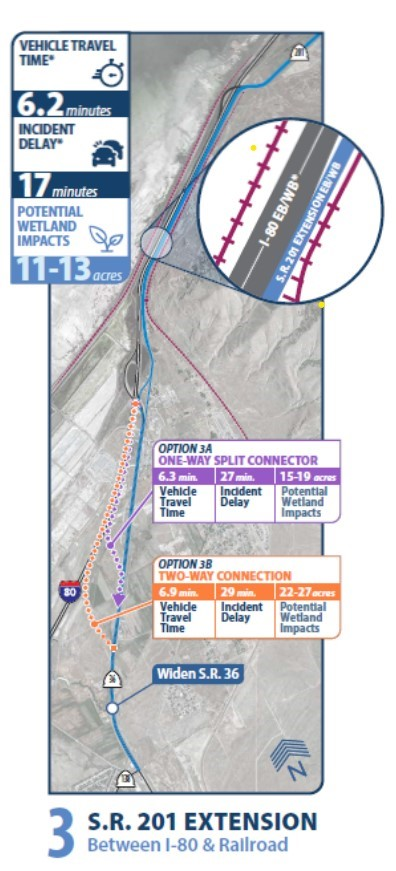 VEHICLE TRAVEL
TIME*
6.2 minutes
INCIDENT
DELAY*
17 minutes
POTENTIAL
WETLAND
IMPACTS
11-13 acres
201
I-80 EB/WB*
S.R. 201 EXTENSION EB/WB
OPTION 3A
ONE-WAY SPLIT CONNECTOR
6.3 min. 27 min. 15-19 acres
Vehicle Incident Potential
Travel Delay Wetland
Time Impacts
OPTION 3B
TWO-WAY CONNECTION
6.9 min. 29 min. 22-27 acres
Vehicle Incident Potential
Travel Delay Wetland
Time Impacts
80
36
Widen S.R. 36
N
138
3 S.R. 201 EXTENSION
Between I-80 & Railroad